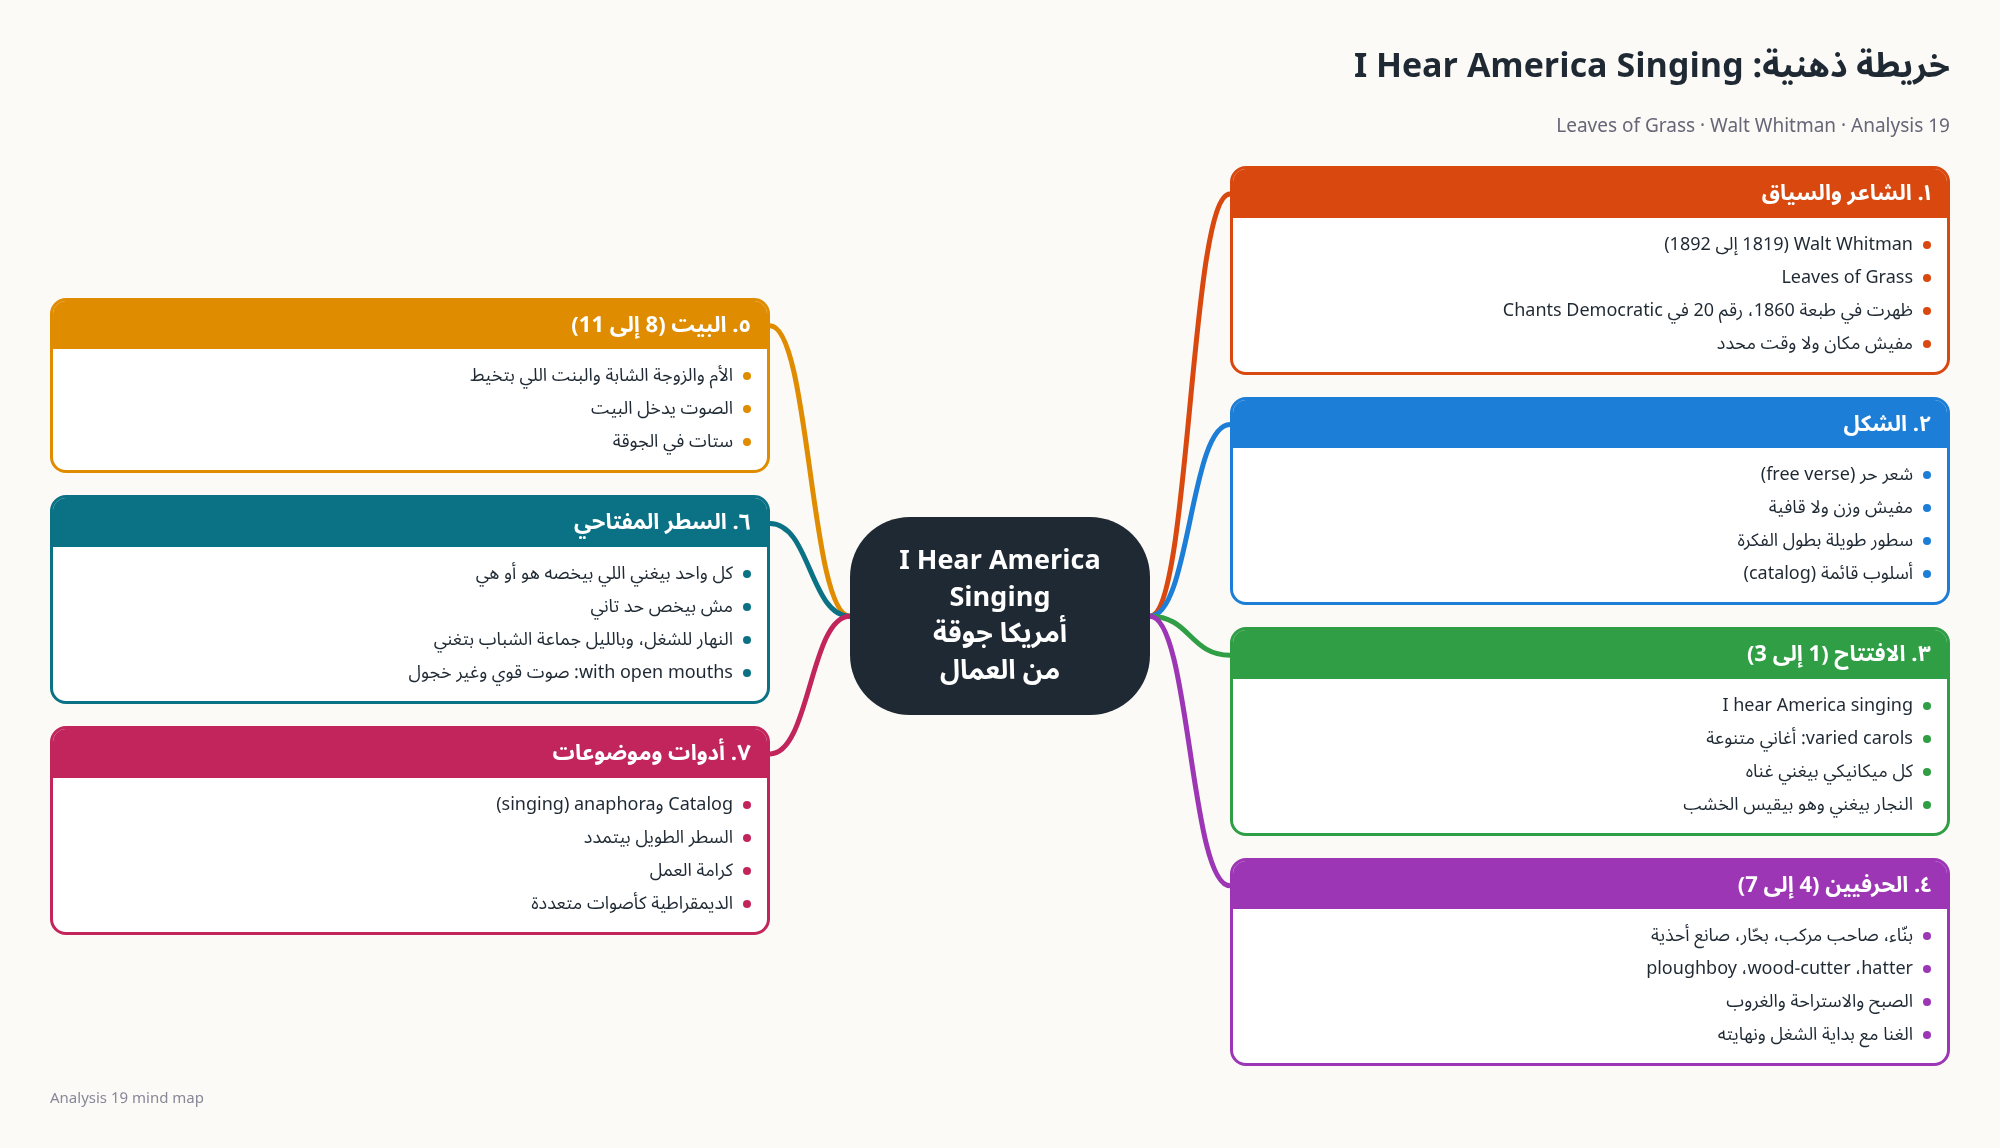 خريطة ذهنية: I Hear America Singing
Leaves of Grass · Walt Whitman · Analysis 19
١. الشاعر والسياق
Walt Whitman (1819 إلى 1892)
Leaves of Grass
ظهرت في طبعة 1860، رقم 20 في Chants Democratic
مفيش مكان ولا وقت محدد
٢. الشكل
شعر حر (free verse)
مفيش وزن ولا قافية
سطور طويلة بطول الفكرة
أسلوب قائمة (catalog)
٣. الافتتاح (1 إلى 3)
I hear America singing
varied carols: أغاني متنوعة
كل ميكانيكي بيغني غناه
النجار بيغني وهو بيقيس الخشب
٤. الحرفيين (4 إلى 7)
بنّاء، صاحب مركب، بحّار، صانع أحذية
hatter، wood-cutter، ploughboy
الصبح والاستراحة والغروب
الغنا مع بداية الشغل ونهايته
I Hear America
Singing
أمريكا جوقة
من العمال
٥. البيت (8 إلى 11)
الأم والزوجة الشابة والبنت اللي بتخيط
الصوت يدخل البيت
ستات في الجوقة
٦. السطر المفتاحي
كل واحد بيغني اللي بيخصه هو أو هي
مش بيخص حد تاني
النهار للشغل، وبالليل جماعة الشباب بتغني
with open mouths: صوت قوي وغير خجول
٧. أدوات وموضوعات
Catalog وanaphora (singing)
السطر الطويل بيتمدد
كرامة العمل
الديمقراطية كأصوات متعددة
Analysis 19 mind map